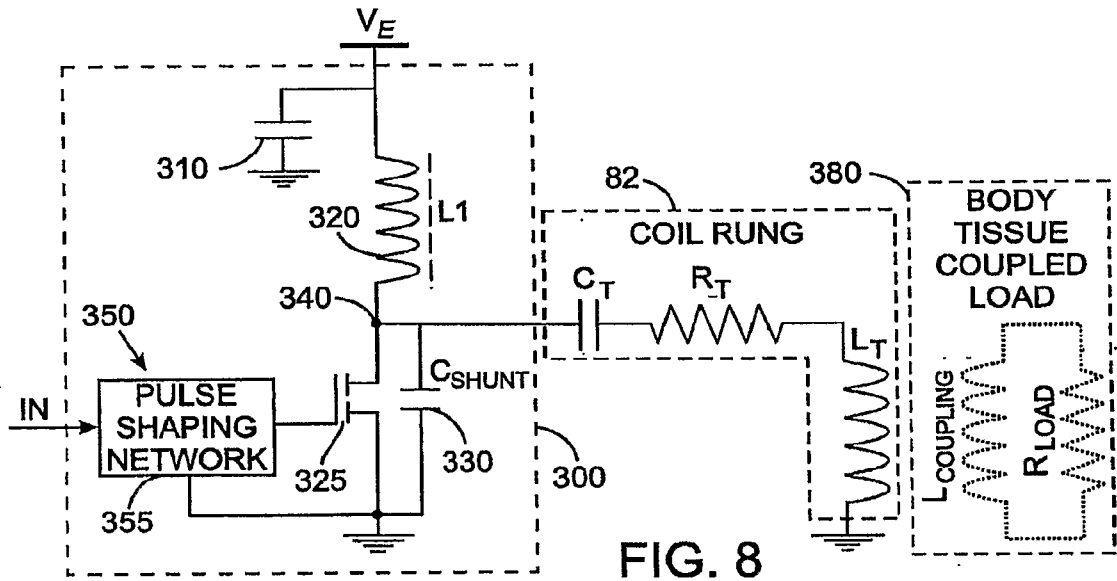 V_E
310
320
L1
82
380
COIL RUNG
BODY
TISSUE
COUPLED
LOAD
340
C_T
R_T
L_T
350
C_SHUNT
IN
PULSE
SHAPING
NETWORK
325
330
300
355
L_COUPLING
R_LOAD
FIG. 8